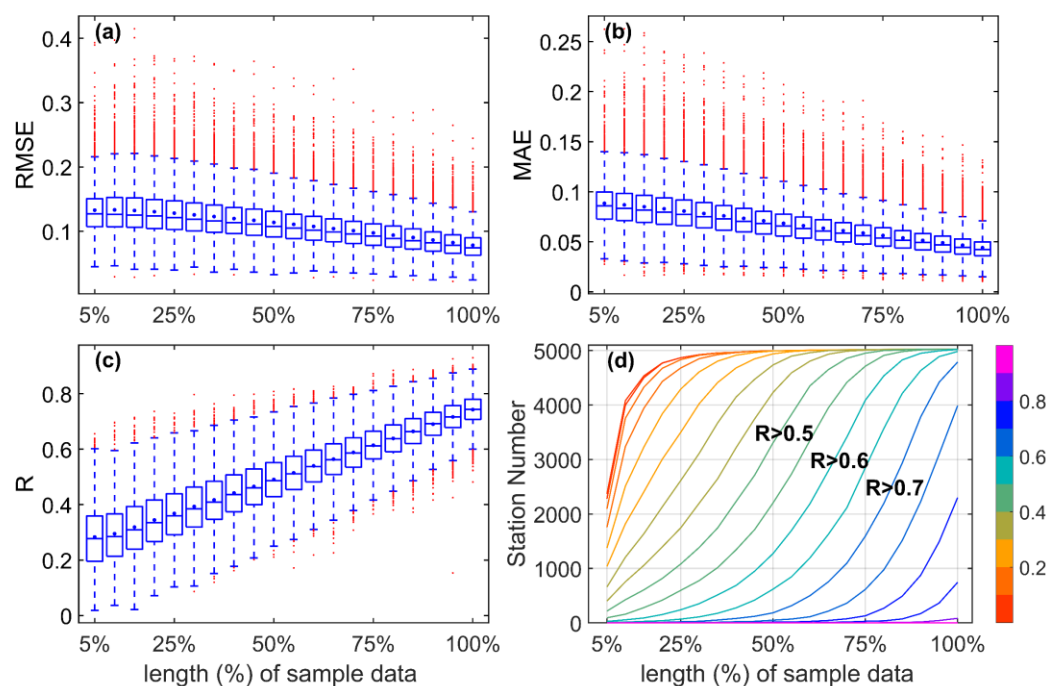 (a)
RMSE
0.4
0.3
0.2
0.1
5% 25% 50% 75% 100%
(b)
MAE
0.25
0.2
0.15
0.1
0.05
0
5% 25% 50% 75% 100%
(c)
R
0.8
0.6
0.4
0.2
0
5% 25% 50% 75% 100%
length (%) of sample data
(d)
Station Number
5000
4000
3000
2000
1000
0
R>0.5
R>0.6
R>0.7
5% 25% 50% 75% 100%
length (%) of sample data
0.8
0.6
0.4
0.2